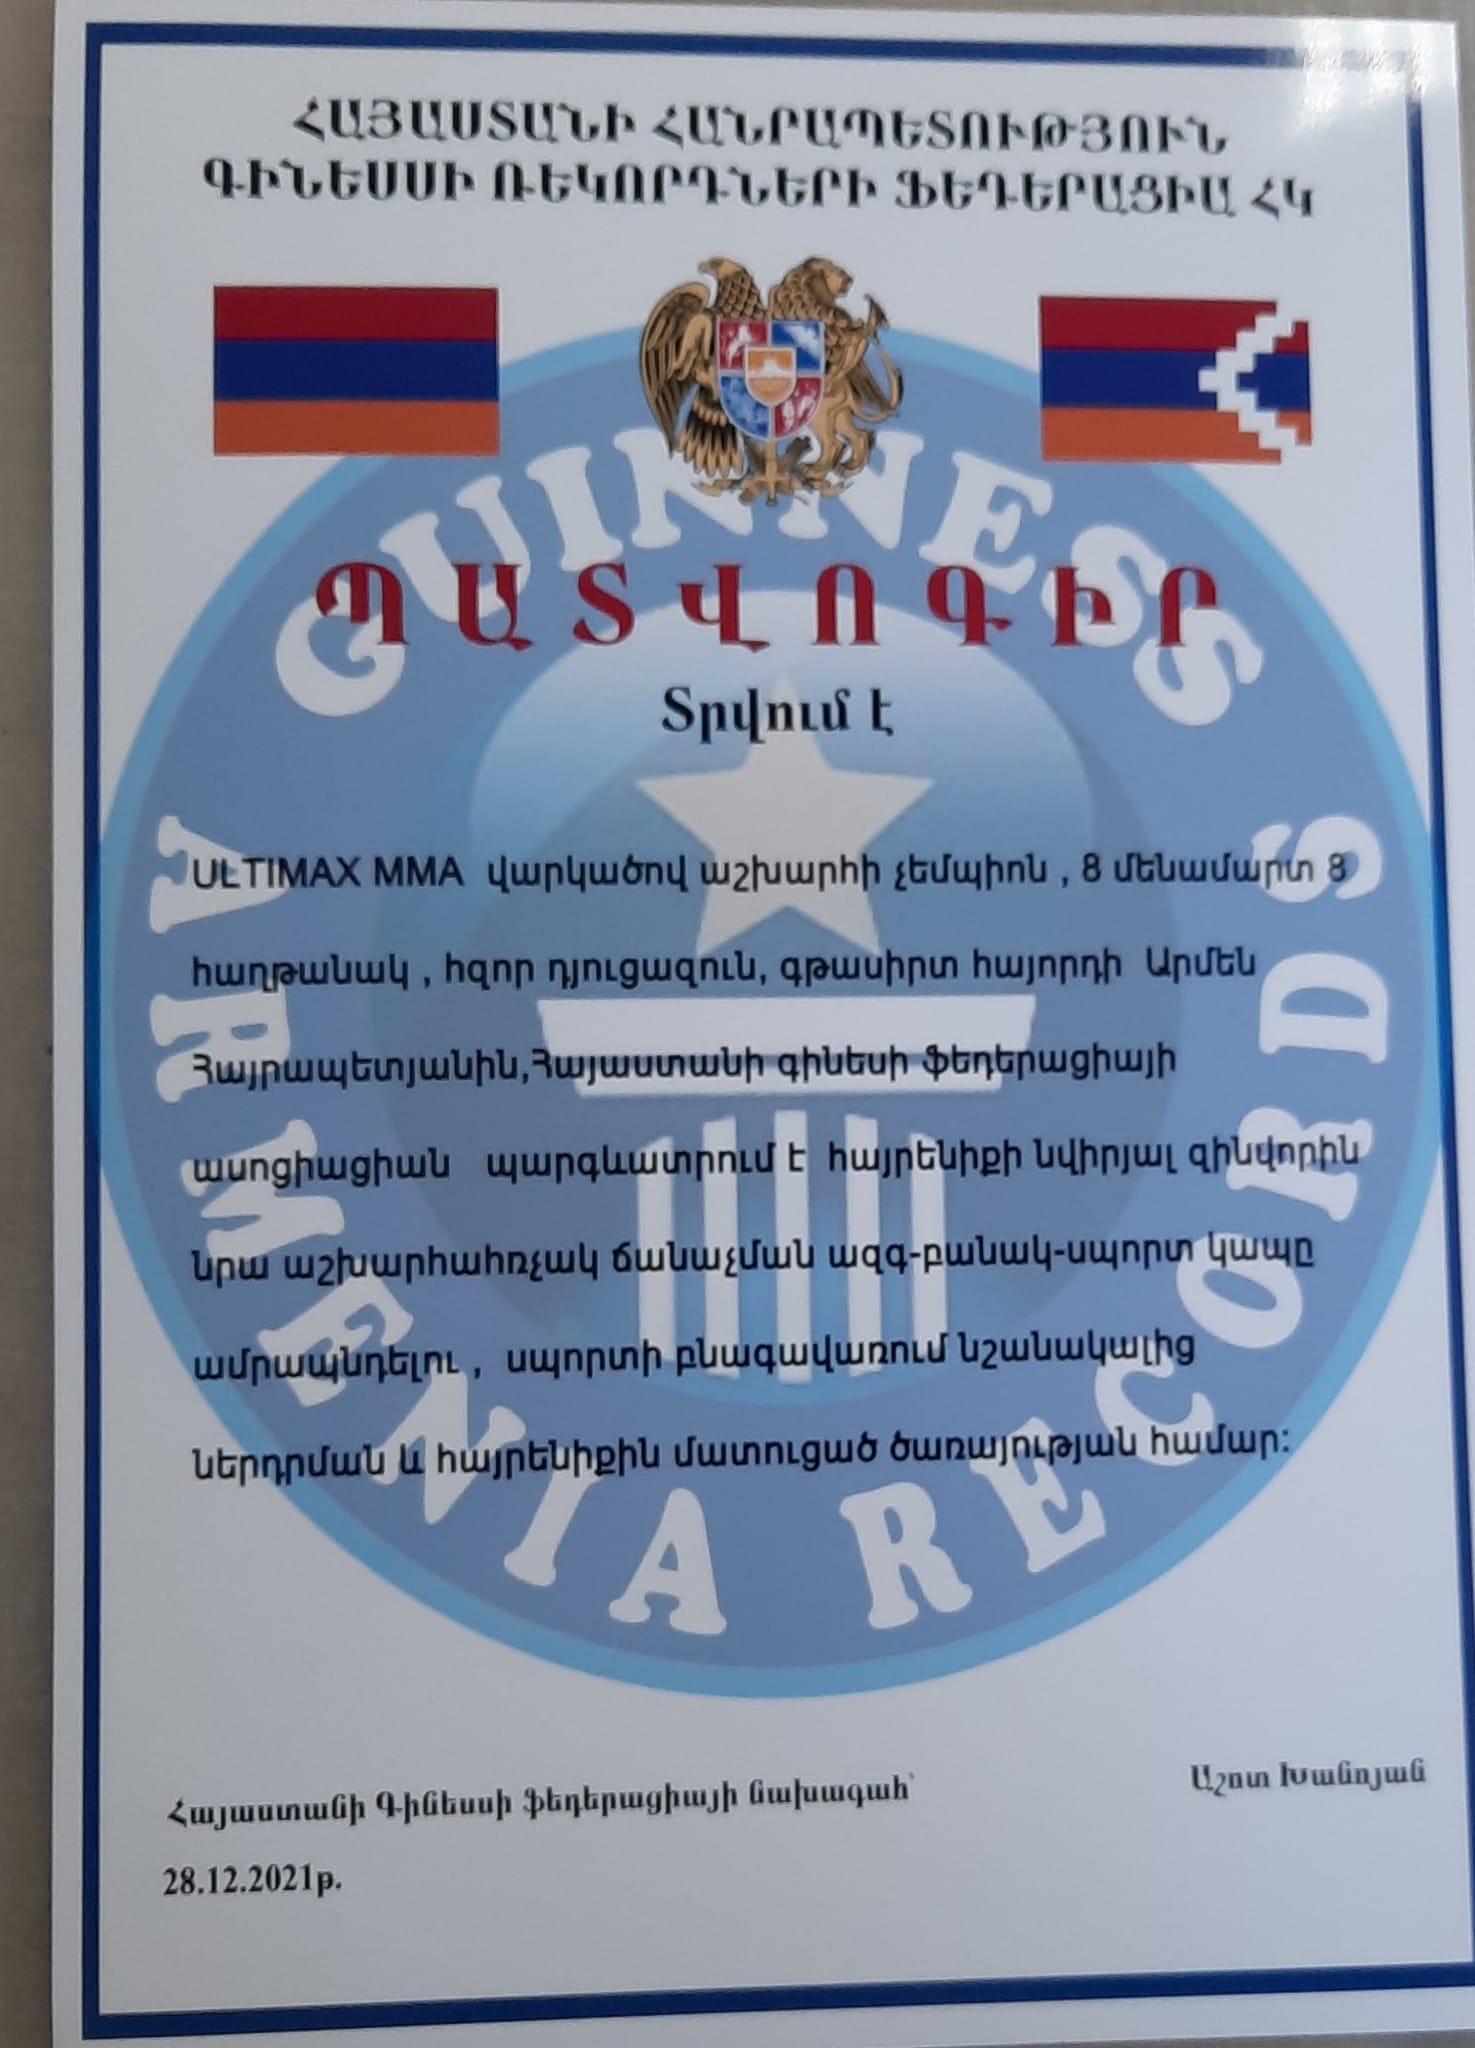 ՀԱՅԱՍՏԱՆԻ ՀԱՆՐԱՊԵՏՈՒԹՅՈՒՆ
ԳԻՆԵՍՍԻ ՌԵԿՈՐԴՆԵՐԻ ՖԵԴԵՐԱՑԻԱ ՀԿ
GUINNESS
ARMENIA RECORDS
ՊԱՏՎՈԳԻՐ
Տրվում է
ULTIMAX MMA վարկածով աշխարհի չեմպիոն , 8 մենամարտ 8
հաղթանակ , հզոր դյուցազուն, գթասիրտ հայորդի Արմեն
Հայրապետյանին,Հայաստանի գինեսի ֆեդերացիայի
ասոցիացիան պարգևատրում է հայրենիքի նվիրյալ զինվորին
նրա աշխարհահռչակ ճանաչման ազգ-բանակ-սպորտ կապը
ամրապնդելու , սպորտի բնագավառում նշանակալից
ներդրման և հայրենիքին մատուցած ծառայության համար:
Հայաստանի Գինեսսի ֆեդերացիայի նախագահ՝
Աշոտ Խանոյան
28.12.2021թ.